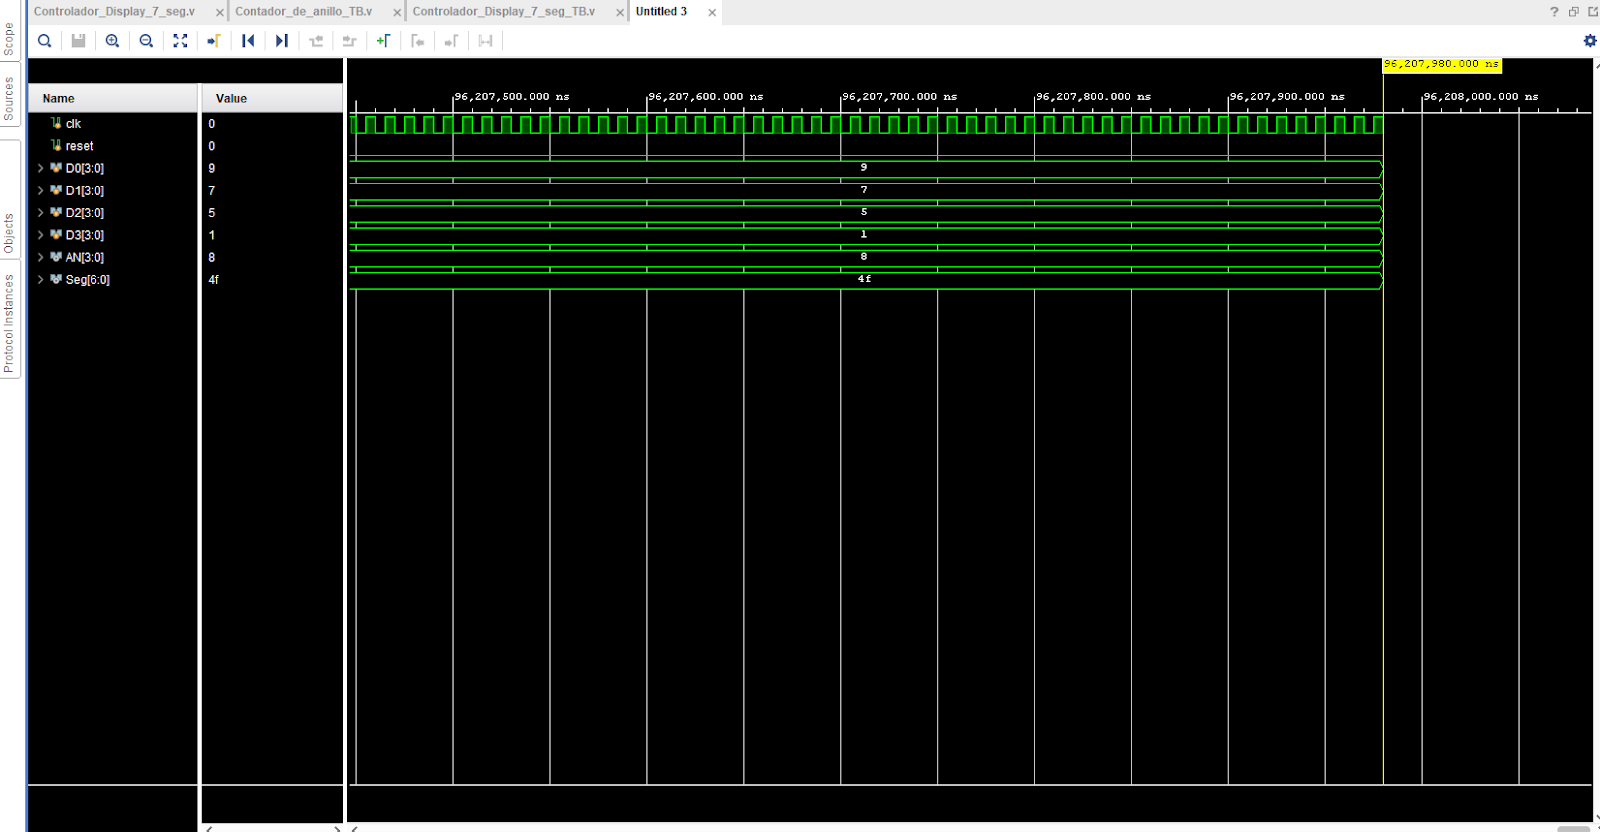 Controlador_Display_7_seg.v
Contador_de_anillo_TB.v
Controlador_Display_7_seg_TB.v
Untitled 3
Scope
Sources
Objects
Protocol Instances
96,207,980.000 ns
Name Value
96,207,500.000 ns 96,207,600.000 ns 96,207,700.000 ns 96,207,800.000 ns 96,207,900.000 ns 96,208,000.000 ns
clk 0
reset 0
D0[3:0] 9 9
D1[3:0] 7 7
D2[3:0] 5 5
D3[3:0] 1 1
AN[3:0] 8 8
Seg[6:0] 4f 4f